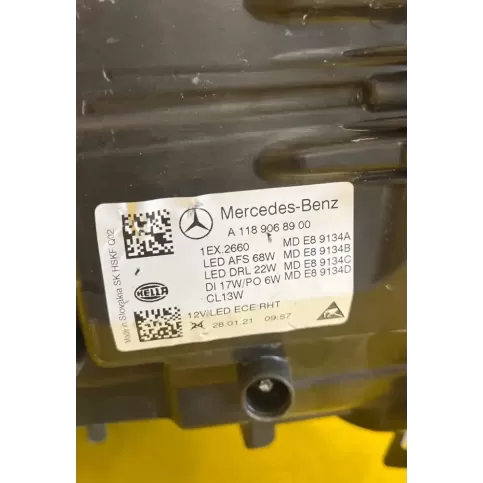 Mercedes-Benz
A 118 906 89 00
1EX.2660 MD E8 9134A
LED AFS 68W MD E8 9134B
LED DRL 22W MD E8 9134C
DI 17W/PO 6W MD E8 9134D
CL13W
12V/LED ECE RHT
26.01.21 09:57
HELLA
Made in Slovakia SK HSKF Q02